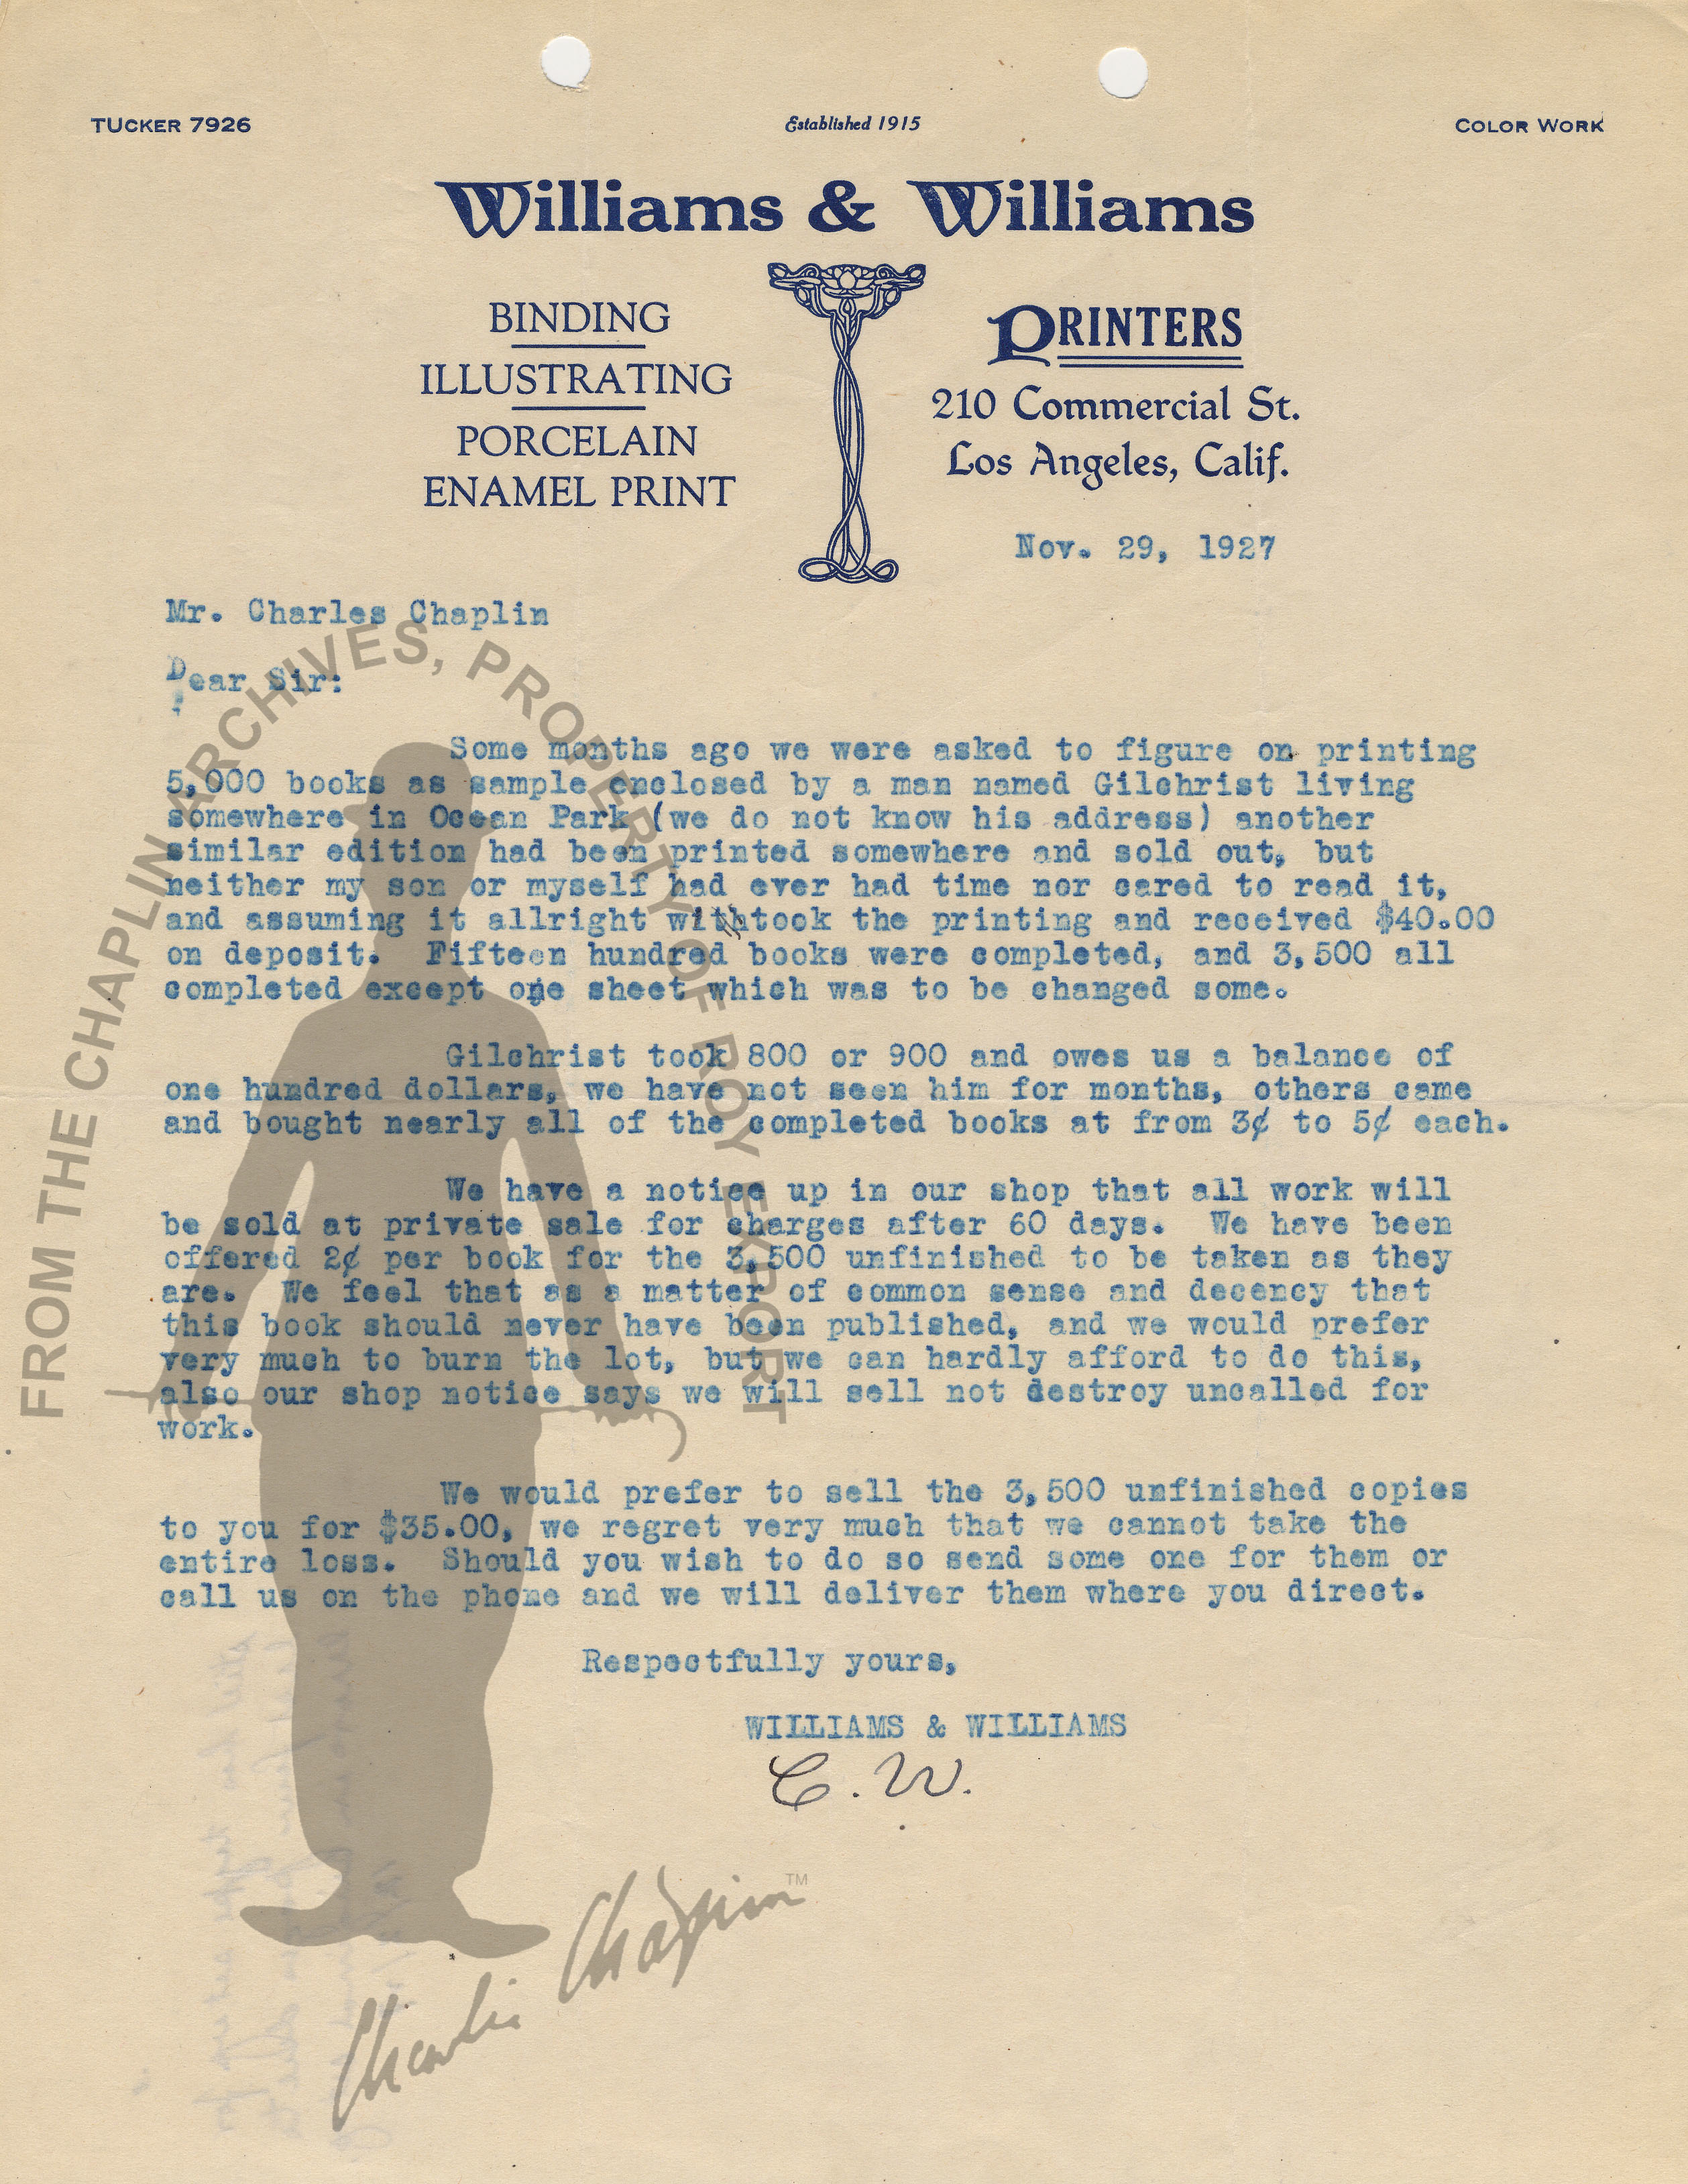 TUCKER 7926
Established 1915
COLOR WORK
Williams & Williams
BINDING
ILLUSTRATING
PORCELAIN
ENAMEL PRINT
PRINTERS
210 Commercial St.
Los Angeles, Calif.
Nov. 29, 1927
Mr. Charles Chaplin
Dear Sir:
Some months ago we were asked to figure on printing
5,000 books as sample enclosed by a man named Gilchrist living
somewhere in Ocean Park (we do not know his address) another
similar edition had been printed somewhere and sold out, but
neither my son or myself had ever had time nor cared to read it,
and assuming it allright withtook the printing and received $40.00
on deposit. Fifteen hundred books were completed, and 3,500 all
completed except one sheet which was to be changed some.
Gilchrist took 800 or 900 and owes us a balance of
one hundred dollars, we have not seen him for months, others came
and bought nearly all of the completed books at from 3¢ to 5¢ each.
We have a notice up in our shop that all work will
be sold at private sale for charges after 60 days. We have been
offered 2¢ per book for the 3,500 unfinished to be taken as they
are. We feel that as a matter of common sense and decency that
this book should never have been published, and we would prefer
very much to burn the lot, but we can hardly afford to do this,
also our shop notice says we will sell not destroy uncalled for
work.
We would prefer to sell the 3,500 unfinished copies
to you for $35.00, we regret very much that we cannot take the
entire loss. Should you wish to do so send some one for them or
call us on the phone and we will deliver them where you direct.
Respectfully yours,
WILLIAMS & WILLIAMS
C. W.
FROM THE CHAPLIN ARCHIVES, PROPERTY OF ROY EXPORT
Charlie Chaplin™